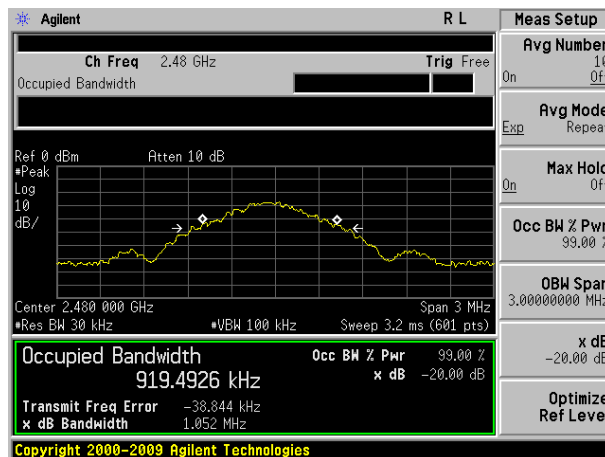 Agilent R L Meas Setup
Ch Freq 2.48 GHz Trig Free
Occupied Bandwidth
Ref 0 dBm Atten 10 dB
#Peak
Log
10
dB/
Center 2.480 000 GHz Span 3 MHz
#Res BW 30 kHz #VBW 100 kHz Sweep 3.2 ms (601 pts)
Occupied Bandwidth Occ BW % Pwr 99.00 %
919.4926 kHz x dB -20.00 dB
Transmit Freq Error -38.844 kHz
x dB Bandwidth 1.052 MHz
Copyright 2000-2009 Agilent Technologies
Avg Number
10
On Off
Avg Mode
Exp Repeat
Max Hold
On Off
Occ BW % Pwr
99.00 %
OBW Span
3.00000000 MHz
x dB
-20.00 dB
Optimize
Ref Level